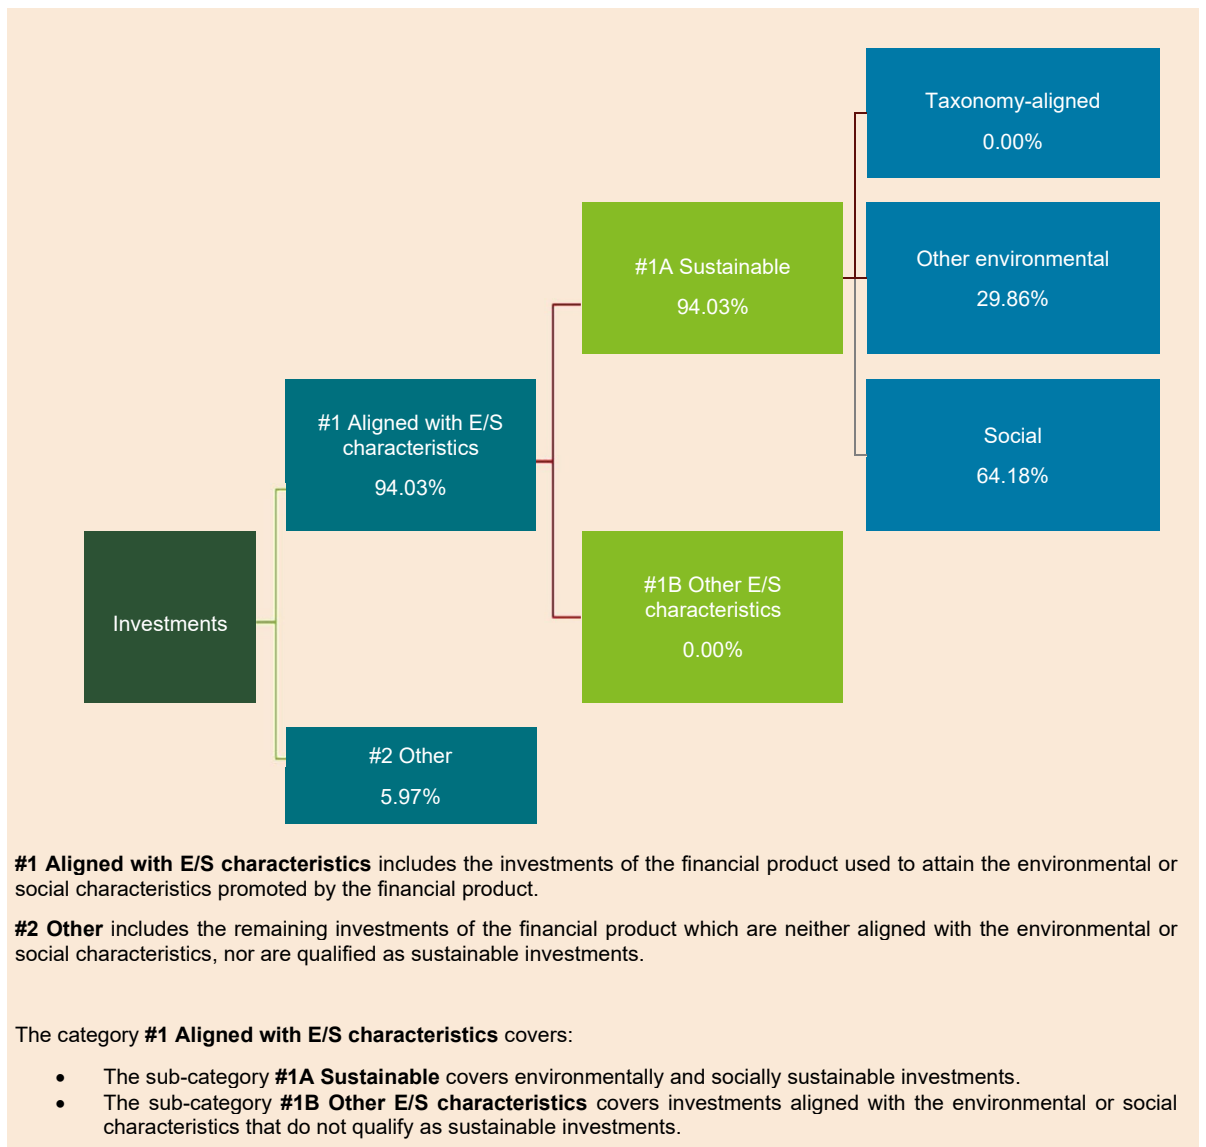 Taxonomy-aligned
0.00%
#1A Sustainable
94.03%
Other environmental
29.86%
#1 Aligned with E/S
characteristics
94.03%
Social
64.18%
Investments
#1B Other E/S
characteristics
0.00%
#2 Other
5.97%
#1 Aligned with E/S characteristics includes the investments of the financial product used to attain the environmental or
social characteristics promoted by the financial product.
#2 Other includes the remaining investments of the financial product which are neither aligned with the environmental or
social characteristics, nor are qualified as sustainable investments.
The category #1 Aligned with E/S characteristics covers:
• The sub-category #1A Sustainable covers environmentally and socially sustainable investments.
• The sub-category #1B Other E/S characteristics covers investments aligned with the environmental or social
characteristics that do not qualify as sustainable investments.